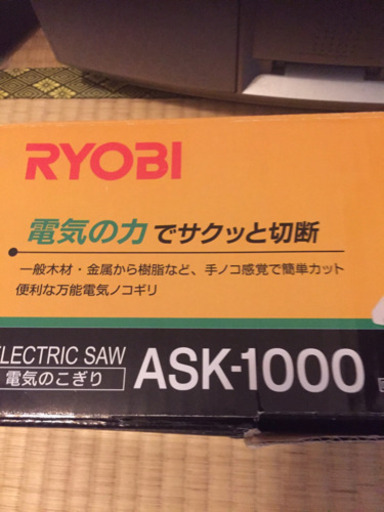 RYOBI
電気の力でサクッと切断
一般木材・金属から樹脂など、手ノコ感覚で簡単カット
便利な万能電気ノコギリ
ELECTRIC SAW
電気のこぎり
ASK-1000